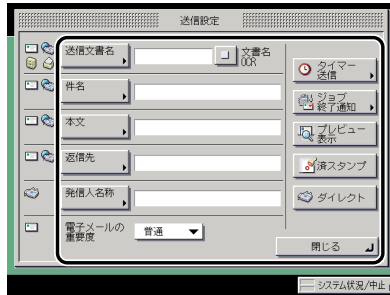 送信設定
送信文書名
文書名
OCR
件名
本文
返信先
発信人名称
電子メールの
重要度
普通
タイマー
送信
ジョブ
終了通知
プレビュー
表示
済スタンプ
ダイレクト
閉じる
システム状況/中止